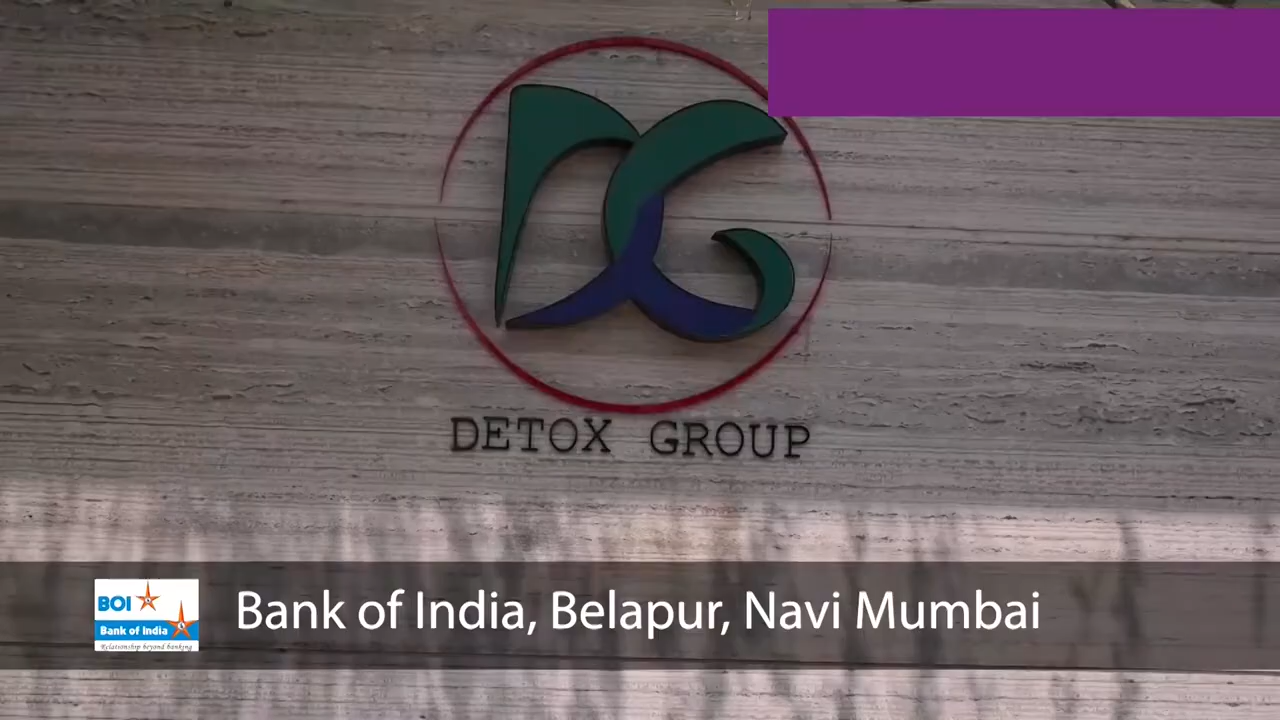 DETOX GROUP
BOI
Bank of India
Relationship beyond banking
Bank of India, Belapur, Navi Mumbai